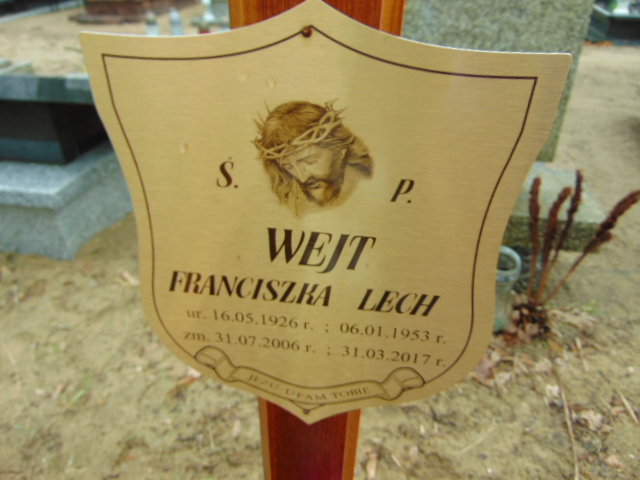 Ś. P.
WEJT
FRANCISZKA LECH
ur. 16.05.1926 r. ; 06.01.1953 r.
zm. 31.07.2006 r. ; 31.03.2017 r.
JEZU UFAM TOBIE